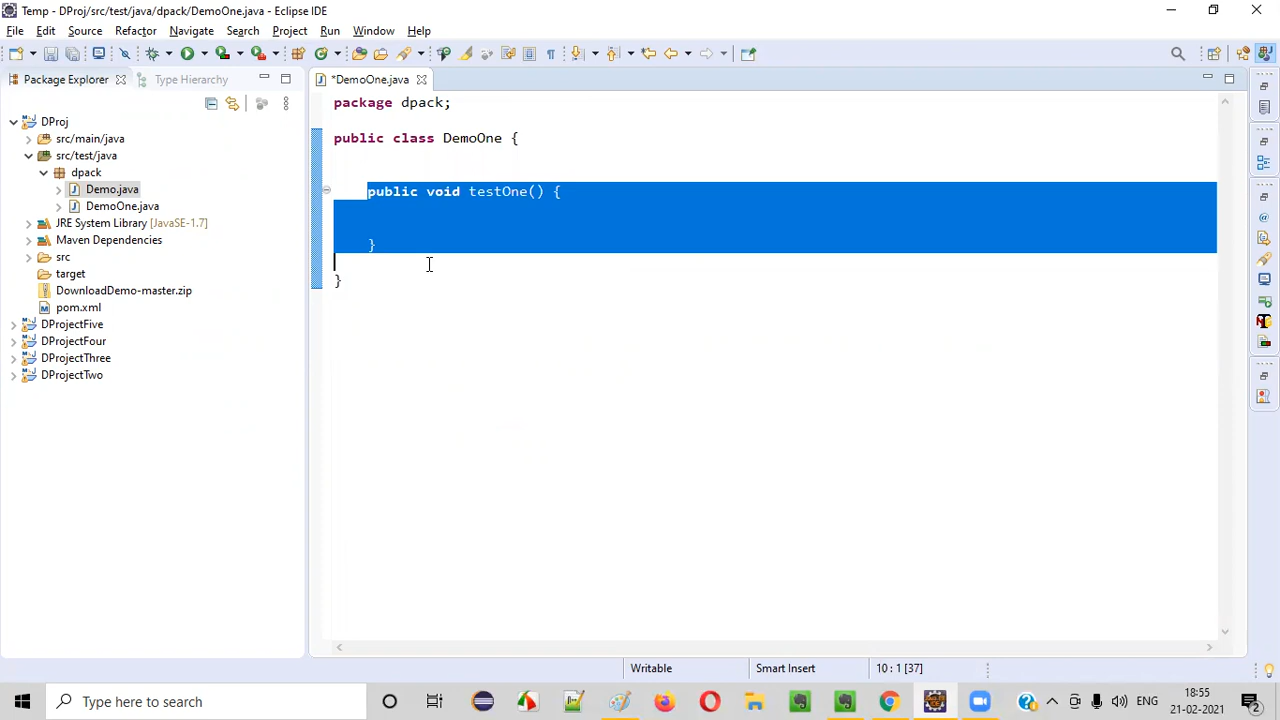 Temp - DProj/src/test/java/dpack/DemoOne.java - Eclipse IDE
File Edit Source Refactor Navigate Search Project Run Window Help
Package Explorer Type Hierarchy
*DemoOne.java
DProj
src/main/java
src/test/java
dpack
Demo.java
DemoOne.java
JRE System Library [JavaSE-1.7]
Maven Dependencies
src
target
DownloadDemo-master.zip
pom.xml
DProjectFive
DProjectFour
DProjectThree
DProjectTwo
package dpack;
public class DemoOne {
public void testOne() {
}
}
Writable Smart Insert 10 : 1 [37]
Type here to search
ENG
18:55
21-02-2021
2